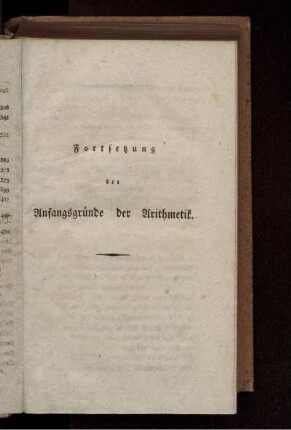 Fortsetzung
der
Anfangsgründe der Arithmetik.